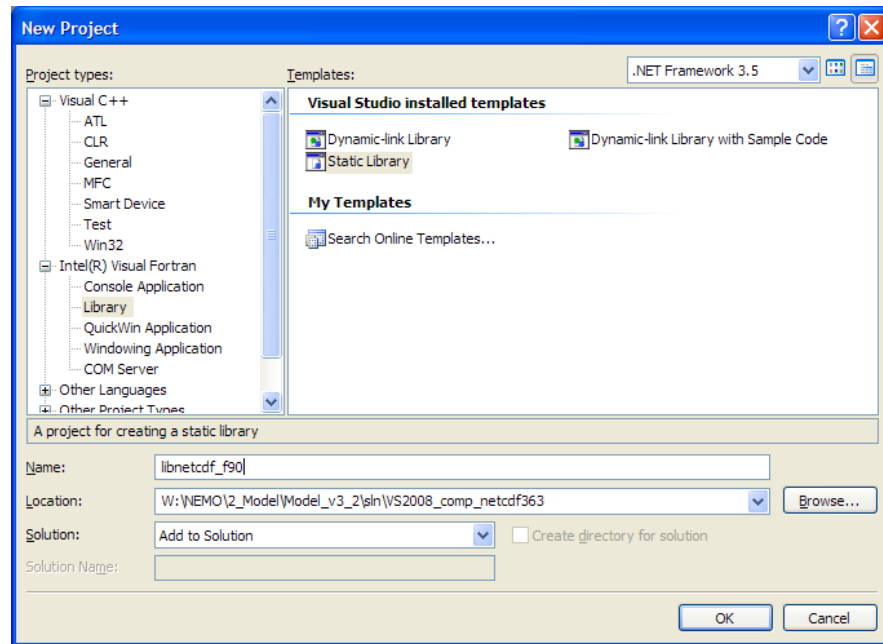 New Project
Project types:
Templates:
.NET Framework 3.5
Visual C++
ATL
CLR
General
MFC
Smart Device
Test
Win32
Intel(R) Visual Fortran
Console Application
Library
QuickWin Application
Windowing Application
COM Server
Other Languages
Other Project Types
Visual Studio installed templates
Dynamic-link Library
Dynamic-link Library with Sample Code
Static Library
My Templates
Search Online Templates...
A project for creating a static library
Name:
libnetcdf_f90
Location:
W:\NEMO\2_Model\Model_v3_2\sln\VS2008_comp_netcdf363
Browse...
Solution:
Add to Solution
Create directory for solution
Solution Name:
OK
Cancel